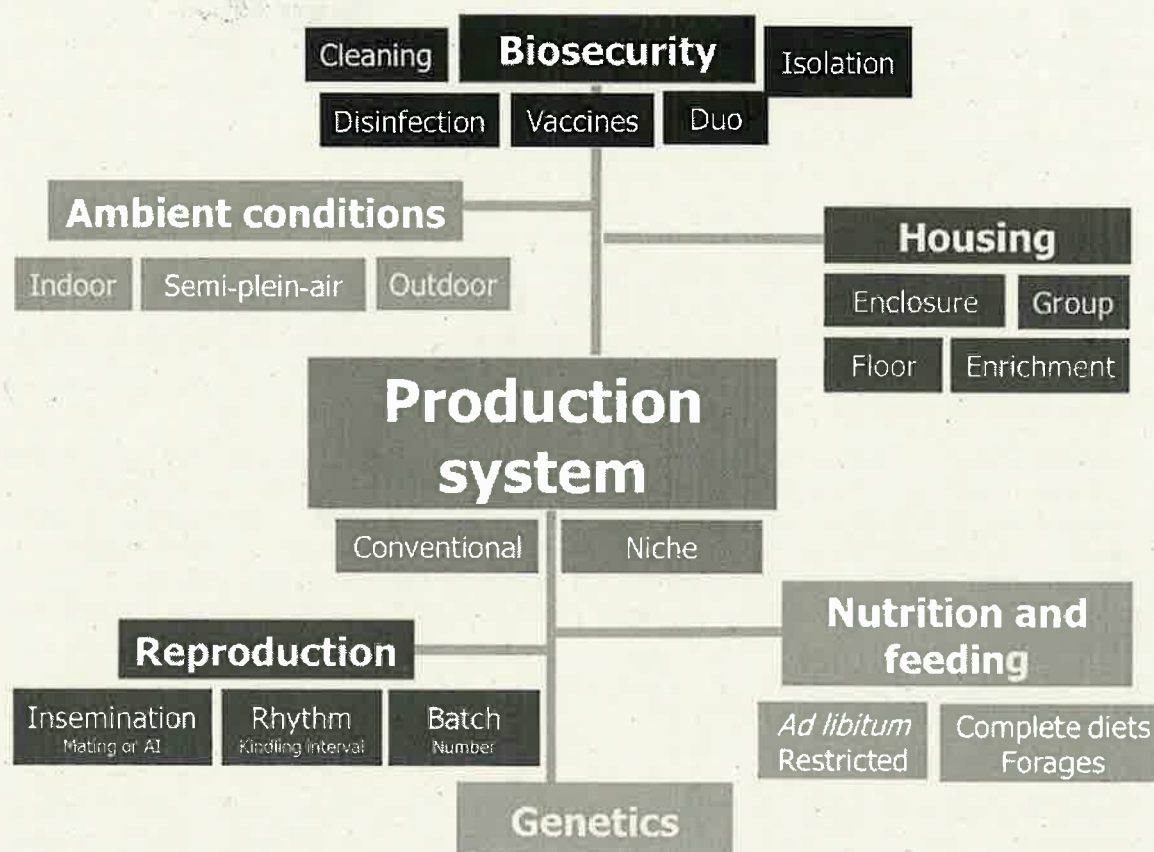 Cleaning
Biosecurity
Isolation
Disinfection
Vaccines
Duo
Ambient conditions
Indoor
Semi-plein-air
Outdoor
Housing
Enclosure
Group
Floor
Enrichment
Production
system
Conventional
Niche
Reproduction
Insemination
Mating or AI
Rhythm
Kindling interval
Batch
Number
Nutrition and
feeding
Ad libitum
Restricted
Complete diets
Forages
Genetics